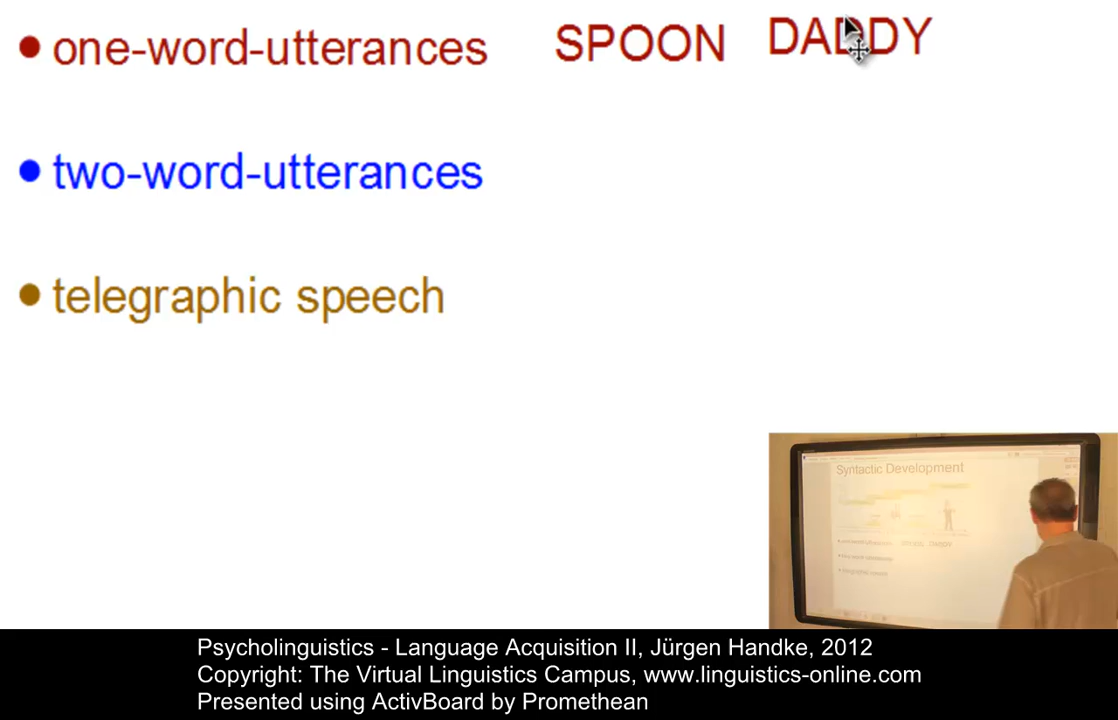 • one-word-utterances SPOON DADDY
• two-word-utterances
• telegraphic speech
Syntactic Development
Psycholinguistics - Language Acquisition II, Jürgen Handke, 2012
Copyright: The Virtual Linguistics Campus, www.linguistics-online.com
Presented using ActivBoard by Promethean